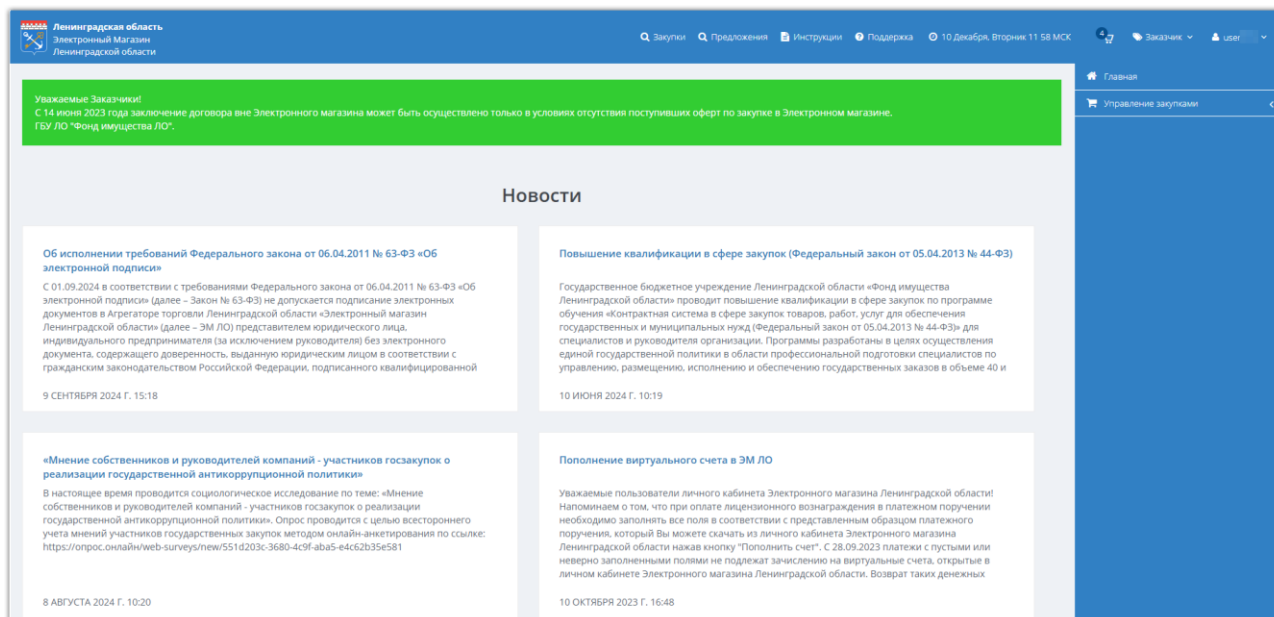 Ленинградская область
Электронный Магазин
Ленинградской области
Закупки Предложения Инструкции Поддержка 10 Декабря, Вторник 11 58 МСК 4 Заказчик user
Главная
Управление закупками
Уважаемые Заказчики!
С 14 июня 2023 года заключение договора вне Электронного магазина может быть осуществлено только в условиях отсутствия поступивших оферт по закупке в Электронном магазине.
ГБУ ЛО "Фонд имущества ЛО".
Новости
Об исполнении требований Федерального закона от 06.04.2011 № 63-ФЗ «Об
электронной подписи»
С 01.09.2024 в соответствии с требованиями Федерального закона от 06.04.2011 № 63-ФЗ «Об
электронной подписи» (далее – Закон № 63-ФЗ) не допускается подписание электронных
документов в Агрегаторе торговли Ленинградской области «Электронный магазин
Ленинградской области» (далее – ЭМ ЛО) представителем юридического лица,
индивидуального предпринимателя (за исключением руководителя) без электронного
документа, содержащего доверенность, выданную юридическим лицом в соответствии с
гражданским законодательством Российской Федерации, подписанного квалифицированной
9 СЕНТЯБРЯ 2024 Г. 15:18
Повышение квалификации в сфере закупок (Федеральный закон от 05.04.2013 № 44-ФЗ)
Государственное бюджетное учреждение Ленинградской области «Фонд имущества
Ленинградской области» проводит повышение квалификации в сфере закупок по программе
обучения «Контрактная система в сфере закупок товаров, работ, услуг для обеспечения
государственных и муниципальных нужд (Федеральный закон от 05.04.2013 № 44-ФЗ)» для
специалистов и руководителя организации. Программы разработаны в целях осуществления
единой государственной политики в области профессиональной подготовки специалистов по
управлению, размещению, исполнению и обеспечению государственных заказов в объеме 40 и
10 ИЮНЯ 2024 Г. 10:19
«Мнение собственников и руководителей компаний - участников госзакупок о
реализации государственной антикоррупционной политики»
В настоящее время проводится социологическое исследование по теме: «Мнение
собственников и руководителей компаний - участников госзакупок о реализации
государственной антикоррупционной политики». Опрос проводится с целью всестороннего
учета мнений участников государственных закупок методом онлайн-анкетирования по ссылке:
https://опрос.онлайн/web-surveys/new/551d203c-3680-4c9f-aba5-e4c62b35e581
8 АВГУСТА 2024 Г. 10:20
Пополнение виртуального счета в ЭМ ЛО
Уважаемые пользователи личного кабинета Электронного магазина Ленинградской области!
Напоминаем о том, что при оплате лицензионного вознаграждения в платежном поручении
необходимо заполнять все поля в соответствии с представленным образцом платежного
поручения, который Вы можете скачать из личного кабинета Электронного магазина
Ленинградской области нажав кнопку "Пополнить счет". С 28.09.2023 платежи с пустыми или
неверно заполненными полями не подлежат зачислению на виртуальные счета, открытые в
личном кабинете Электронного магазина Ленинградской области. Возврат таких денежных
10 ОКТЯБРЯ 2023 Г. 16:48